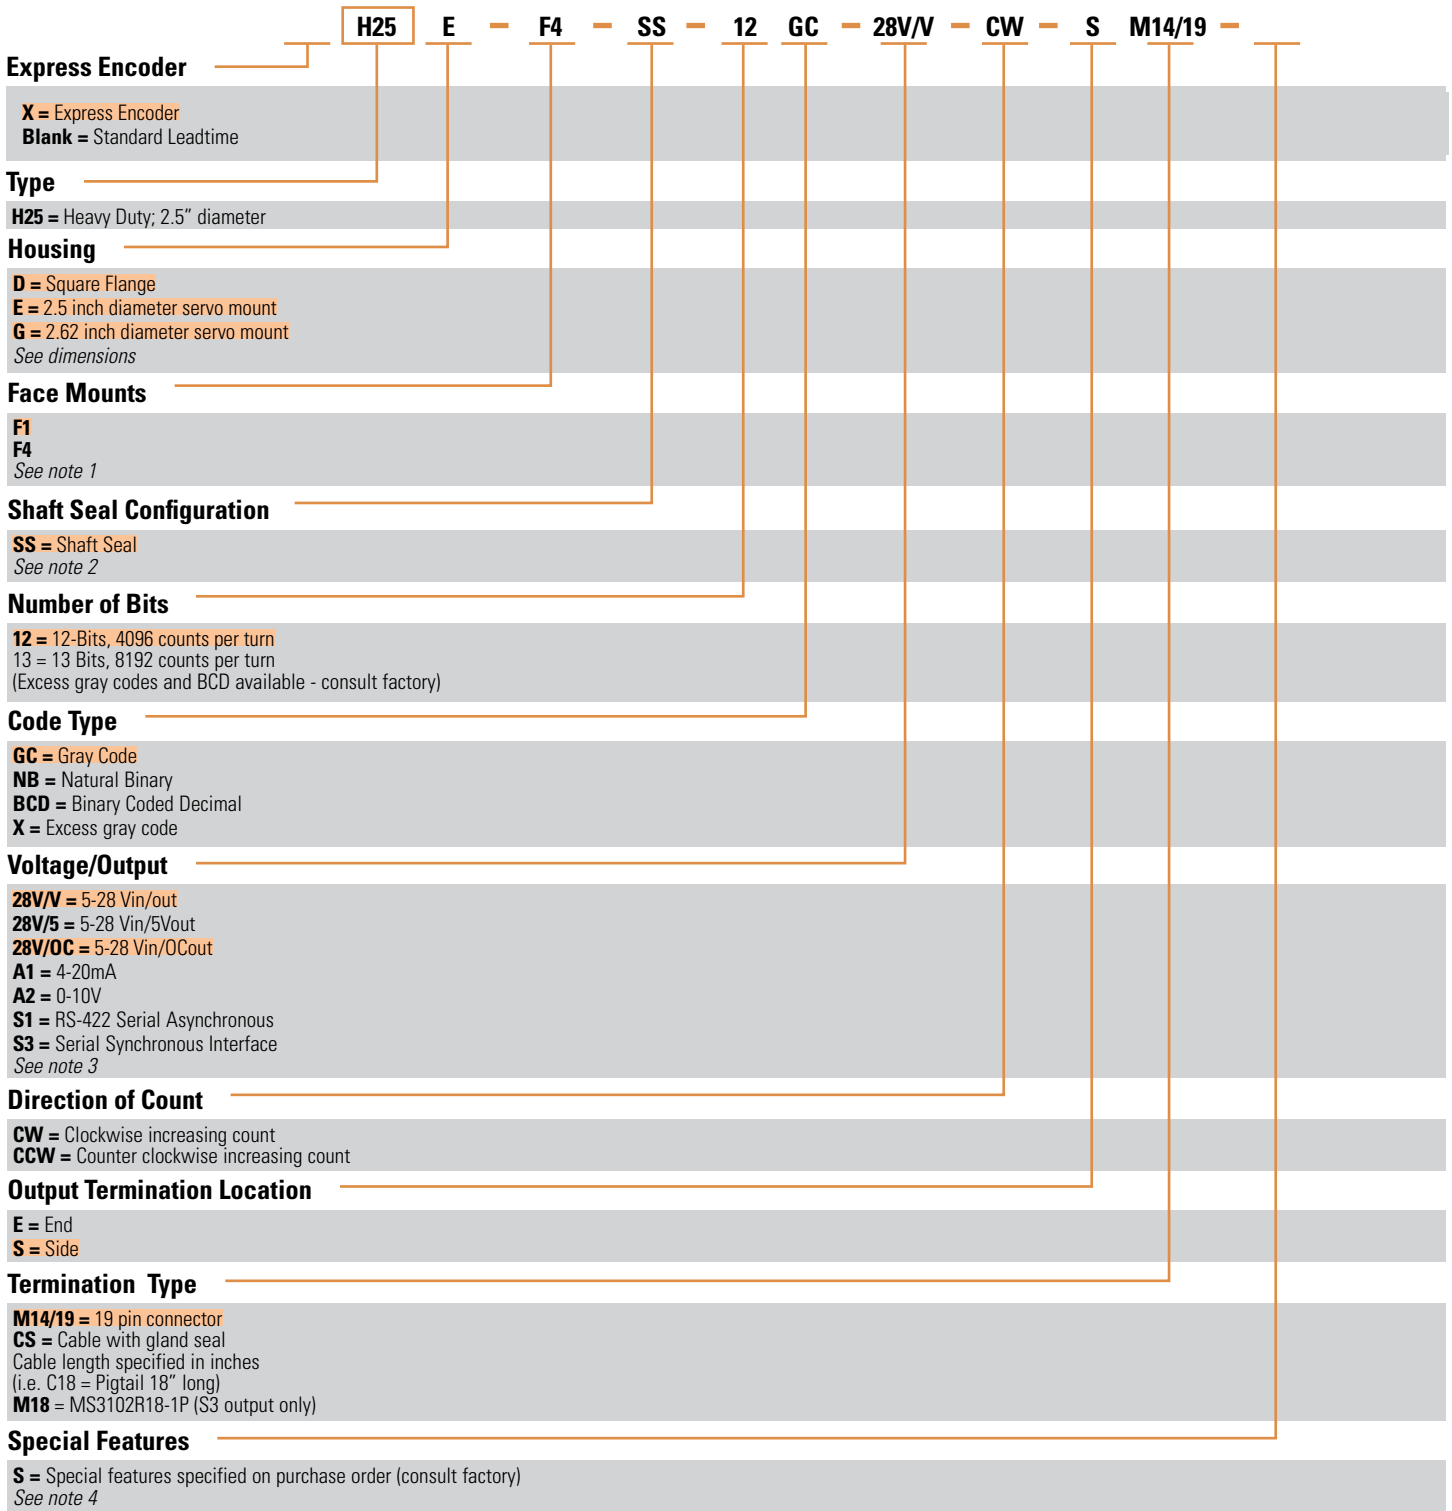 H25 E – F4 – SS – 12 GC – 28V/V – CW – S M14/19 –
Express Encoder
X = Express Encoder
Blank = Standard Leadtime
Type
H25 = Heavy Duty; 2.5” diameter
Housing
D = Square Flange
E = 2.5 inch diameter servo mount
G = 2.62 inch diameter servo mount
See dimensions
Face Mounts
F1
F4
See note 1
Shaft Seal Configuration
SS = Shaft Seal
See note 2
Number of Bits
12 = 12-Bits, 4096 counts per turn
13 = 13 Bits, 8192 counts per turn
(Excess gray codes and BCD available - consult factory)
Code Type
GC = Gray Code
NB = Natural Binary
BCD = Binary Coded Decimal
X = Excess gray code
Voltage/Output
28V/V = 5-28 Vin/out
28V/5 = 5-28 Vin/5Vout
28V/OC = 5-28 Vin/OCout
A1 = 4-20mA
A2 = 0-10V
S1 = RS-422 Serial Asynchronous
S3 = Serial Synchronous Interface
See note 3
Direction of Count
CW = Clockwise increasing count
CCW = Counter clockwise increasing count
Output Termination Location
E = End
S = Side
Termination Type
M14/19 = 19 pin connector
CS = Cable with gland seal
Cable length specified in inches
(i.e. C18 = Pigtail 18” long)
M18 = MS3102R18-1P (S3 output only)
Special Features
S = Special features specified on purchase order (consult factory)
See note 4